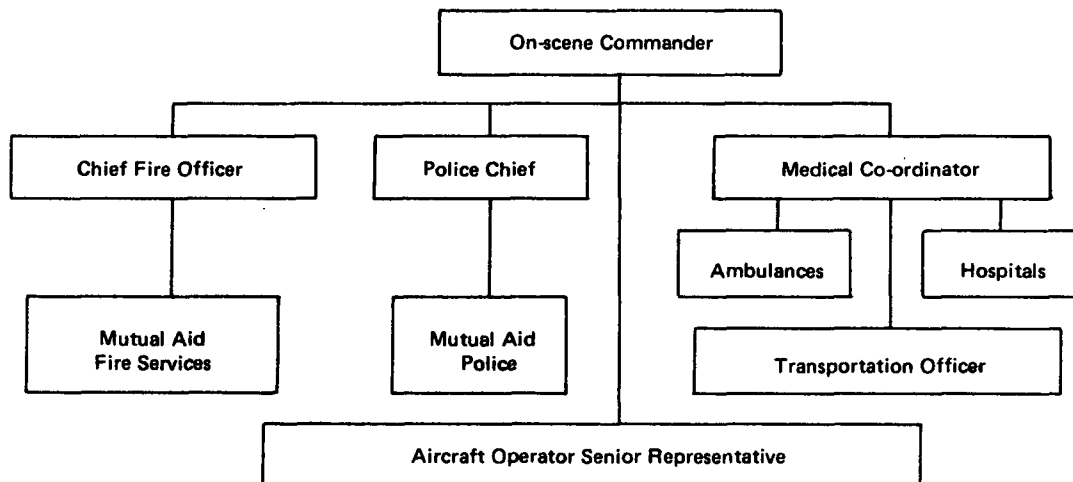 On-scene Commander
Chief Fire Officer
Police Chief
Medical Co-ordinator
Ambulances
Hospitals
Mutual Aid
Fire Services
Mutual Aid
Police
Transportation Officer
Aircraft Operator Senior Representative